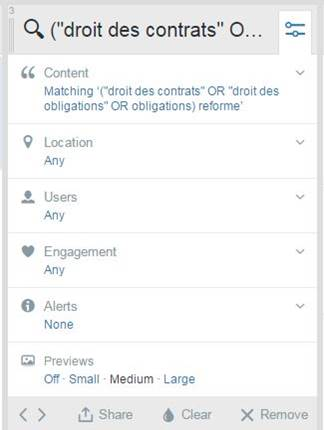 3
("droit des contrats" O...
Content
Matching ‘("droit des contrats" OR "droit des
obligations" OR obligations) reforme’
Location
Any
Users
Any
Engagement
Any
Alerts
None
Previews
Off · Small · Medium · Large
Share Clear Remove